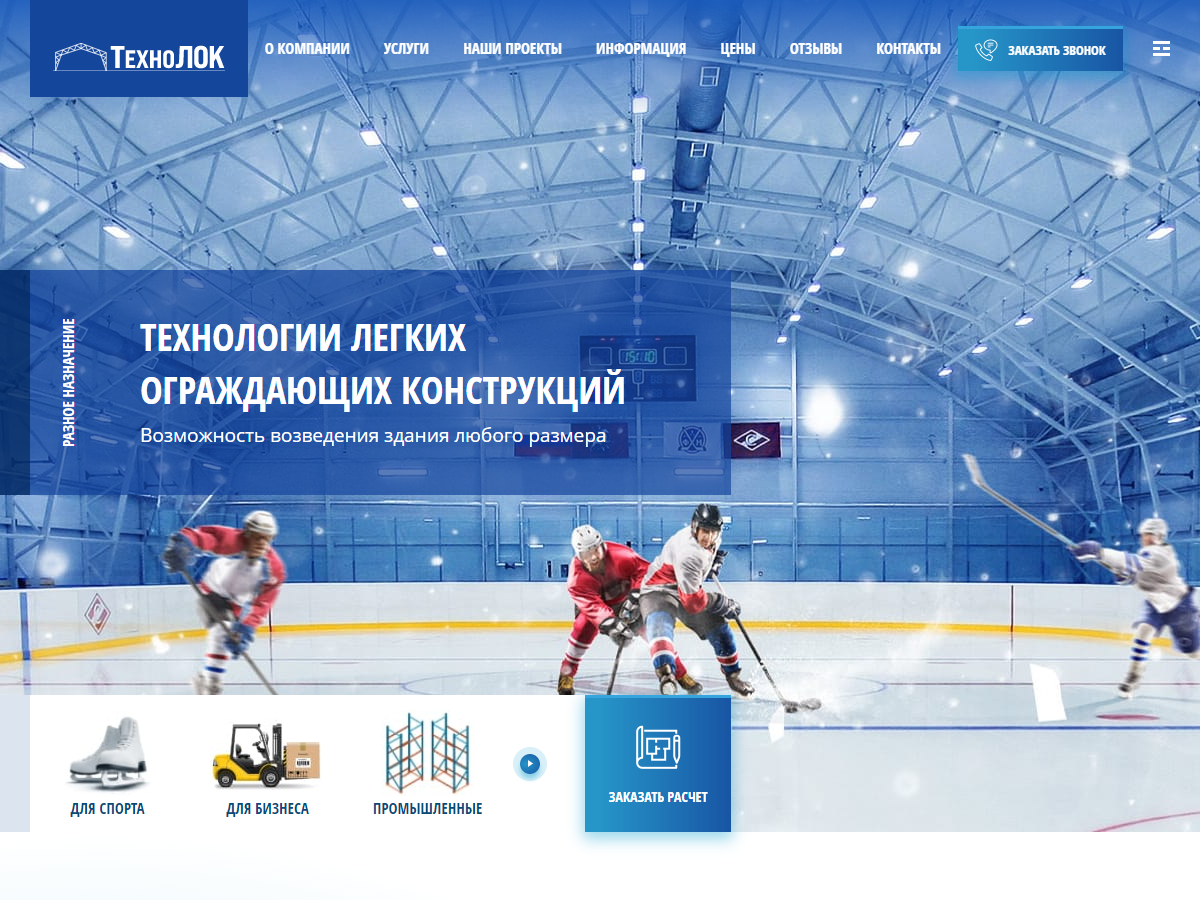 ТЕХНОЛОК
О КОМПАНИИ
УСЛУГИ
НАШИ ПРОЕКТЫ
ИНФОРМАЦИЯ
ЦЕНЫ
ОТЗЫВЫ
КОНТАКТЫ
ЗАКАЗАТЬ ЗВОНОК
РАЗНОЕ НАЗНАЧЕНИЕ
ТЕХНОЛОГИИ ЛЕГКИХ
ОГРАЖДАЮЩИХ КОНСТРУКЦИЙ
Возможность возведения здания любого размера
15:10
ДЛЯ СПОРТА
ДЛЯ БИЗНЕСА
ПРОМЫШЛЕННЫЕ
ЗАКАЗАТЬ РАСЧЕТ